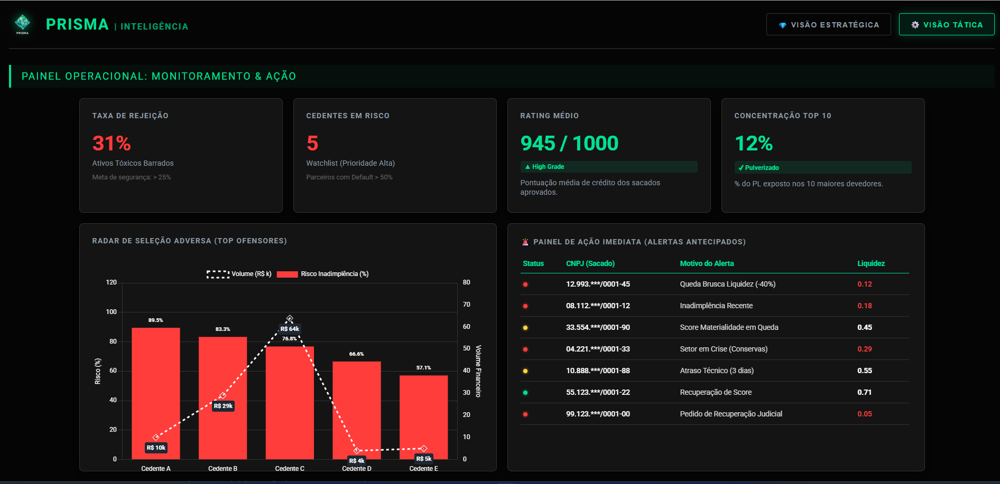 PRISMA
PRISMA | INTELIGÊNCIA
VISÃO ESTRATÉGICA
VISÃO TÁTICA
PAINEL OPERACIONAL: MONITORAMENTO & AÇÃO
TAXA DE REJEIÇÃO
31%
Ativos Tóxicos Barrados
Meta de segurança: > 25%
CEDENTES EM RISCO
5
Watchlist (Prioridade Alta)
Parceiros com Default > 50%
RATING MÉDIO
945 / 1000
▲ High Grade
Pontuação média de crédito dos sacados
aprovados.
CONCENTRAÇÃO TOP 10
12%
✔ Pulverizado
% do PL exposto nos 10 maiores devedores.
RADAR DE SELEÇÃO ADVERSA (TOP OFENSORES)
Volume (R$ k) Risco Inadimplência (%)
120
100
80
60
40
20
0
Risco (%)
89.5%
83.3%
76.8%
66.6%
57.1%
R$ 10k
R$ 29k
R$ 64k
R$ 4k
R$ 5k
80
70
60
50
40
30
20
10
0
Volume Financeiro
Cedente A Cedente B Cedente C Cedente D Cedente E
PAINEL DE AÇÃO IMEDIATA (ALERTAS ANTECIPADOS)
Status CNPJ (Sacado) Motivo do Alerta Liquidez
12.993.***/0001-45 Queda Brusca Liquidez (-40%) 0.12
08.112.***/0001-12 Inadimplência Recente 0.18
33.554.***/0001-90 Score Materialidade em Queda 0.45
04.221.***/0001-33 Setor em Crise (Conservas) 0.29
10.888.***/0001-88 Atraso Técnico (3 dias) 0.55
55.123.***/0001-22 Recuperação de Score 0.71
99.123.***/0001-00 Pedido de Recuperação Judicial 0.05